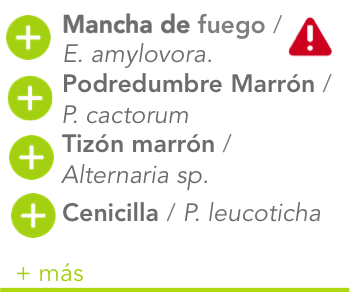 Mancha de fuego /
E. amylovora.
Podredumbre Marrón /
P. cactorum
Tizón marrón /
Alternaria sp.
Cenicilla / P. leucoticha
+ más